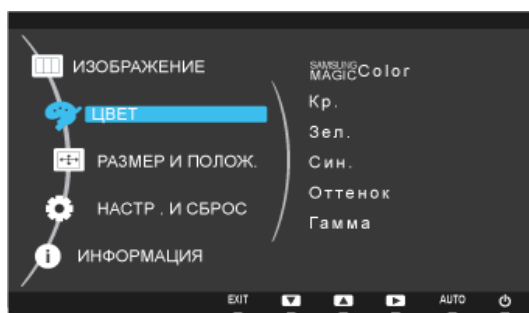 ИЗОБРАЖЕНИЕ
ЦВЕТ
РАЗМЕР И ПОЛОЖ.
НАСТР . И СБРОС
ИНФОРМАЦИЯ
SAMSUNG MAGIC Color
Кр.
Зел.
Син.
Оттенок
Гамма
EXIT AUTO